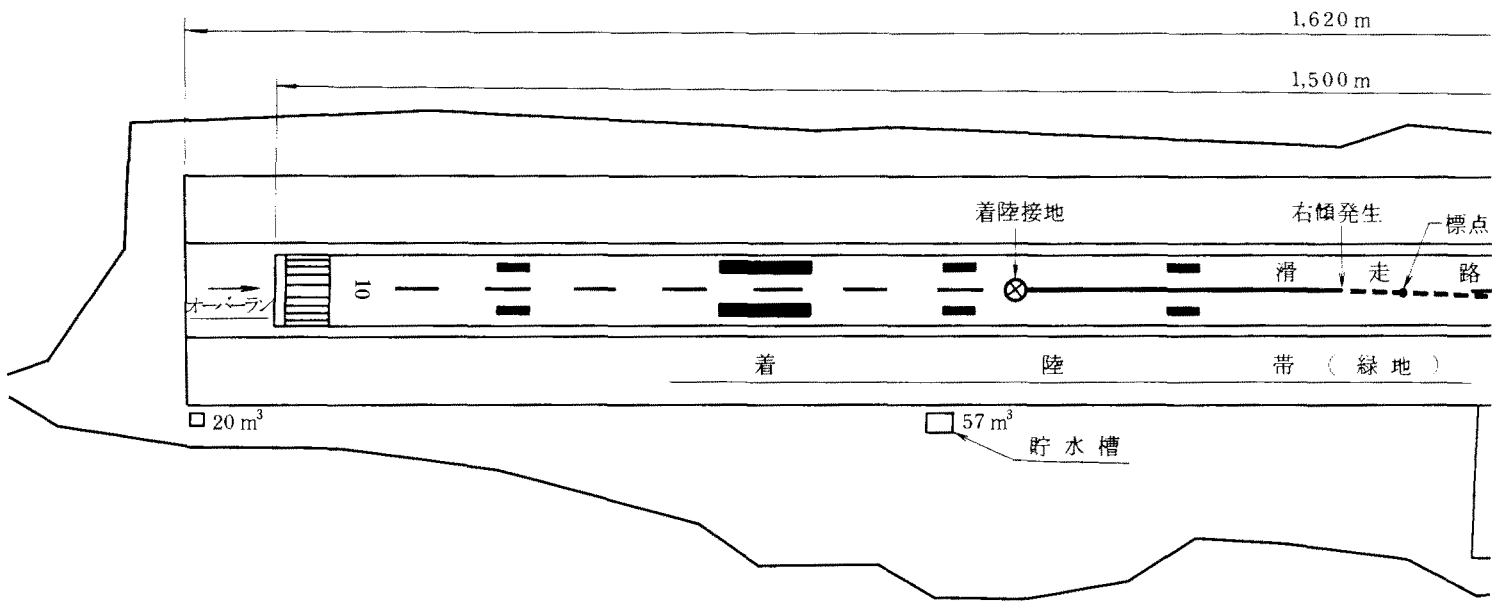 1,620 m
1,500 m
着陸接地
右傾発生
標点
滑走路
10
オーバーラン
着陸帯(緑地)
20 m³
57 m³
貯水槽